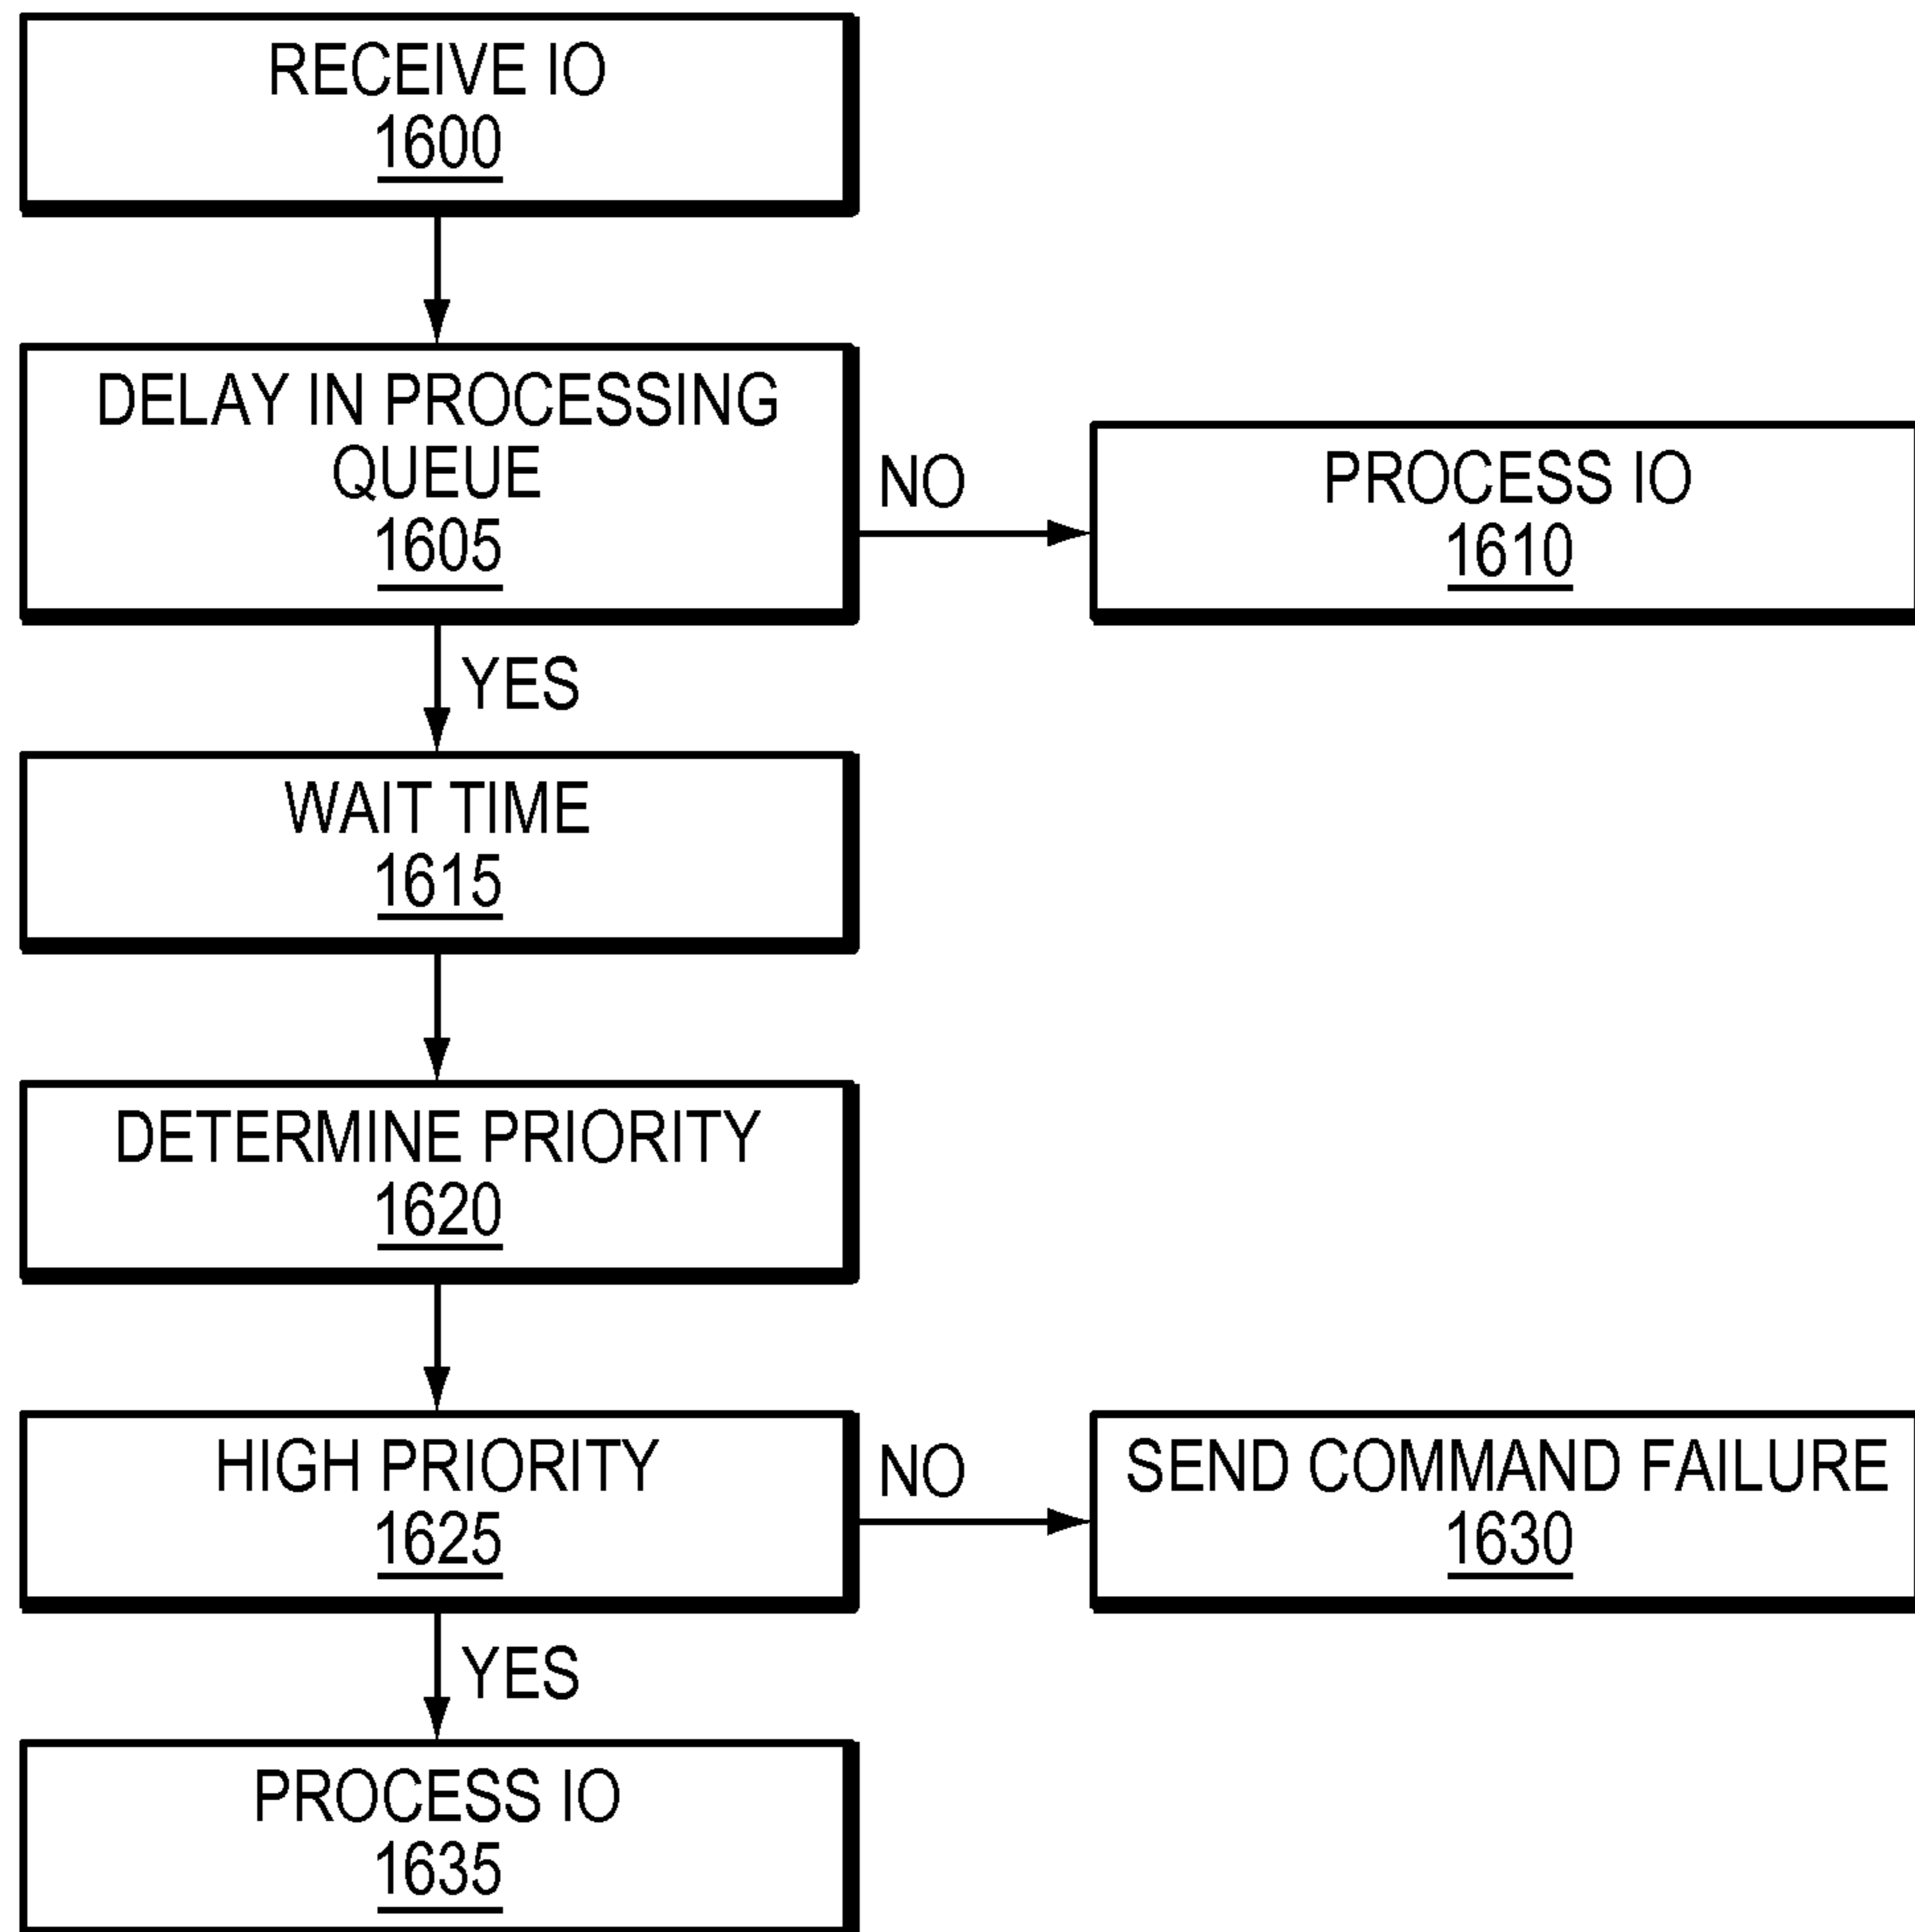 RECEIVE IO
1600
DELAY IN PROCESSING
QUEUE
1605
NO
PROCESS IO
1610
YES
WAIT TIME
1615
DETERMINE PRIORITY
1620
HIGH PRIORITY
1625
NO
SEND COMMAND FAILURE
1630
YES
PROCESS IO
1635